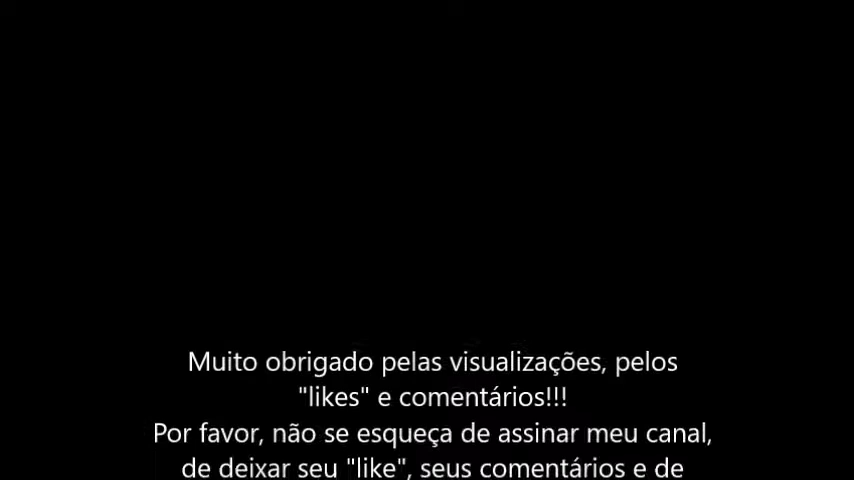 Muito obrigado pelas visualizações, pelos
"likes" e comentários!!!
Por favor, não se esqueça de assinar meu canal,
de deixar seu "like", seus comentários e de